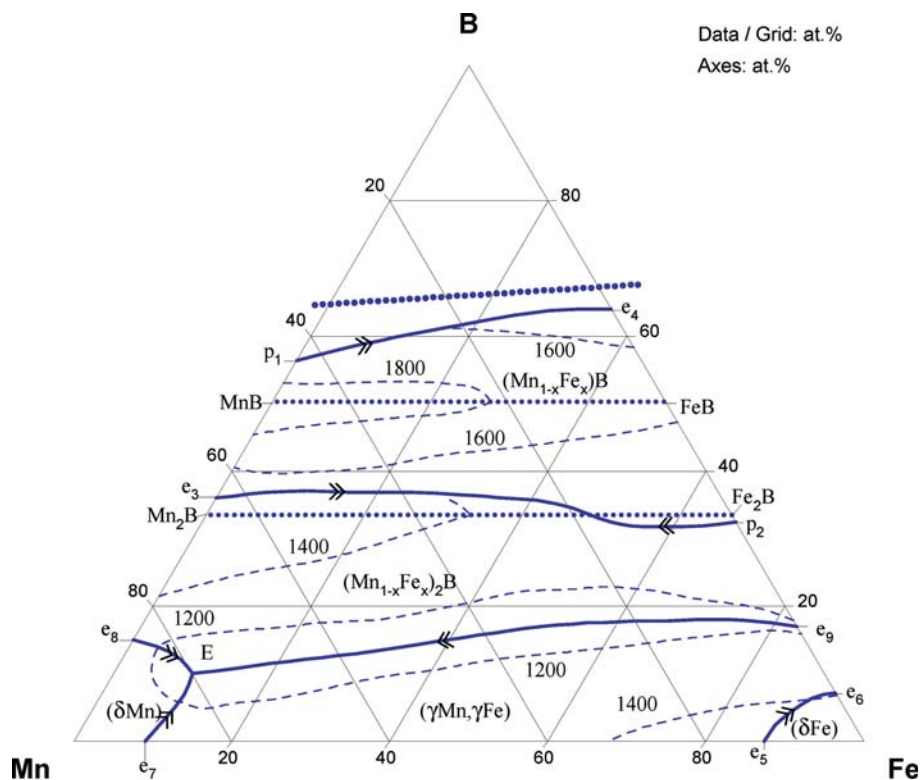 B
Data / Grid: at.%
Axes: at.%
20
80
40
e₄
60
p₁
1600
1800
(Mn₁₋ₓFeₓ)B
MnB
FeB
1600
60
40
e₃
Fe₂B
Mn₂B
p₂
1400
(Mn₁₋ₓFeₓ)₂B
80
20
1200
e₈
e₉
E
1200
(δMn)
(γMn,γFe)
1400
e₆
(δFe)
Mn
e₇
20
40
60
80
e₅
Fe